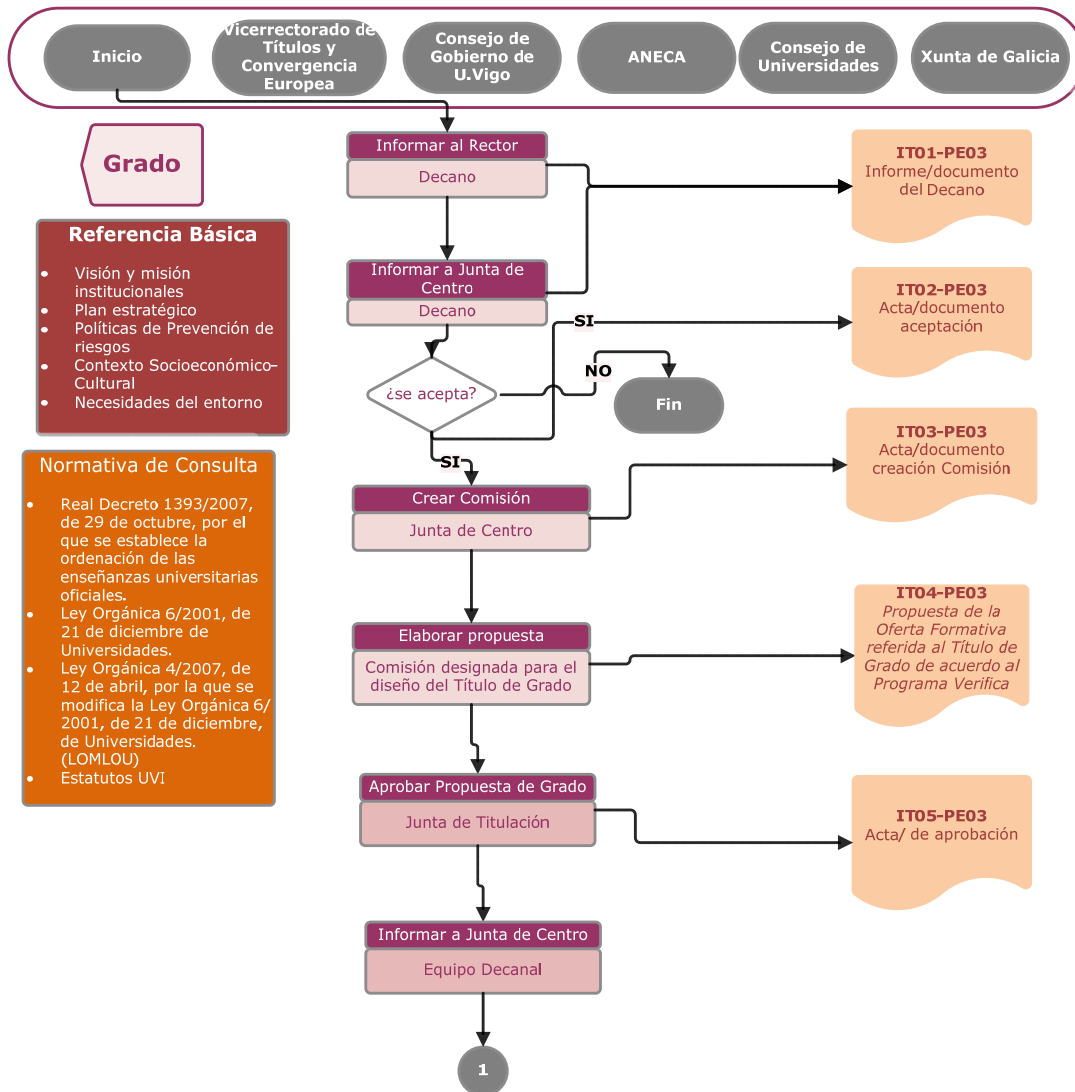 Inicio
Vicerrectorado de
Títulos y
Convergencia
Europea
Consejo de
Gobierno de
U.Vigo
ANECA
Consejo de
Universidades
Xunta de Galicia
Grado
Informar al Rector
Decano
IT01-PE03
Informe/documento
del Decano
Referencia Básica
• Visión y misión
institucionales
• Plan estratégico
• Políticas de Prevención de
riesgos
• Contexto Socioeconómico-
Cultural
• Necesidades del entorno
Informar a Junta de
Centro
Decano
SI
IT02-PE03
Acta/documento
aceptación
¿se acepta?
NO
Fin
SI
IT03-PE03
Acta/documento
creación Comisión
Normativa de Consulta
• Real Decreto 1393/2007,
de 29 de octubre, por el
que se establece la
ordenación de las
enseñanzas universitarias
oficiales.
• Ley Orgánica 6/2001, de
21 de diciembre de
Universidades.
• Ley Orgánica 4/2007, de
12 de abril, por la que se
modifica la Ley Orgánica 6/
2001, de 21 de diciembre,
de Universidades.
(LOMLOU)
• Estatutos UVI
Crear Comisión
Junta de Centro
Elaborar propuesta
Comisión designada para el
diseño del Título de Grado
IT04-PE03
Propuesta de la
Oferta Formativa
referida al Título de
Grado de acuerdo al
Programa Verifica
Aprobar Propuesta de Grado
Junta de Titulación
IT05-PE03
Acta/ de aprobación
Informar a Junta de Centro
Equipo Decanal
1